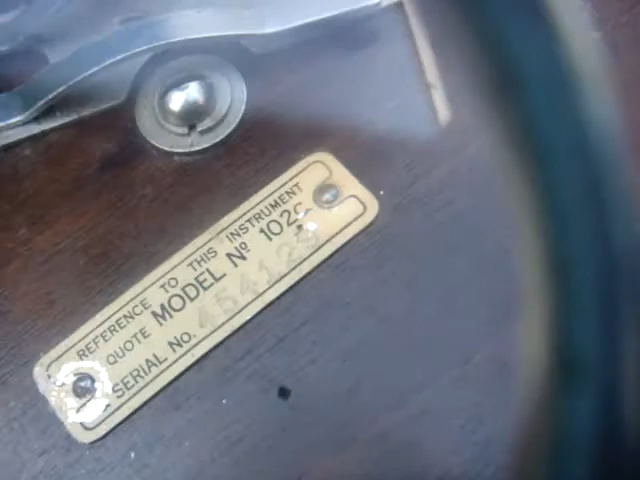 REFERENCE TO THIS INSTRUMENT
QUOTE MODEL Nº 102
SERIAL NO.